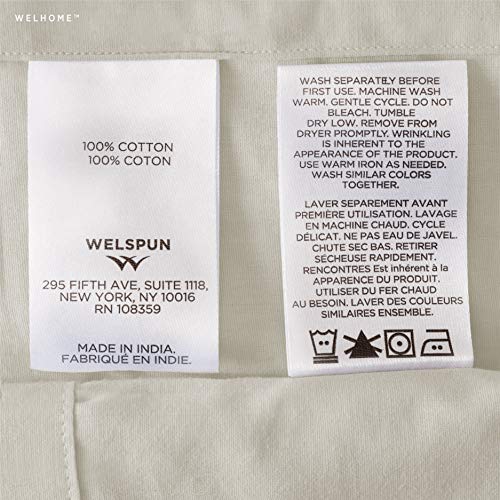 WELHOME™
100% COTTON
100% COTON
WELSPUN
295 FIFTH AVE, SUITE 1118,
NEW YORK, NY 10016
RN 108359
MADE IN INDIA.
FABRIQUÉ EN INDIE.
WASH SEPARATELY BEFORE
FIRST USE. MACHINE WASH
WARM. GENTLE CYCLE. DO NOT
BLEACH. TUMBLE
DRY LOW. REMOVE FROM
DRYER PROMPTLY. WRINKLING
IS INHERENT TO THE
APPEARANCE OF THE PRODUCT.
USE WARM IRON AS NEEDED.
WASH SIMILAR COLORS
TOGETHER.
LAVER SEPAREMENT AVANT
PREMIÈRE UTILISATION. LAVAGE
EN MACHINE CHAUD. CYCLE
DÉLICAT. NE PAS EAU DE JAVEL.
CHUTE SEC BAS. RETIRER
SÉCHEUSE RAPIDEMENT.
RENCONTRES Est inhérent à la
APPARENCE DU PRODUIT.
UTILISER DU FER CHAUD
AU BESOIN. LAVER DES COULEURS
SIMILAIRES ENSEMBLE.